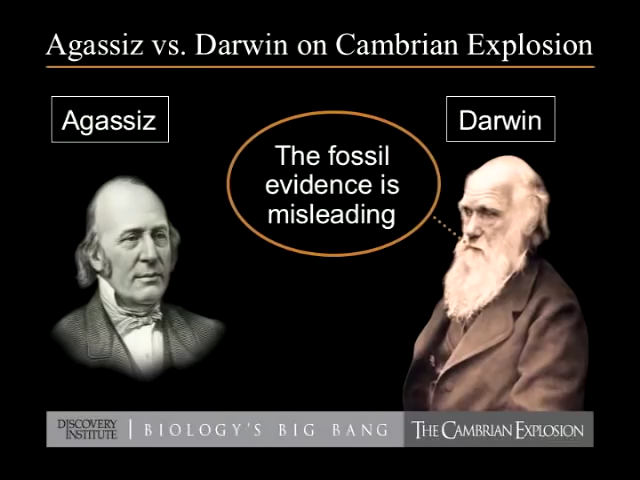 Agassiz vs. Darwin on Cambrian Explosion
Agassiz
Darwin
The fossil
evidence is
misleading
DISCOVERY
INSTITUTE
BIOLOGY'S BIG BANG
THE CAMBRIAN EXPLOSION